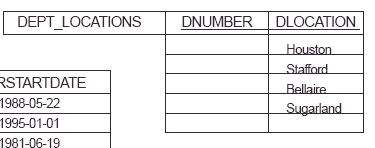 DEPT_LOCATIONS DNUMBER DLOCATION
Houston
Stafford
Bellaire
Sugarland
RSTARTDATE
1988-05-22
1995-01-01
1981-06-19